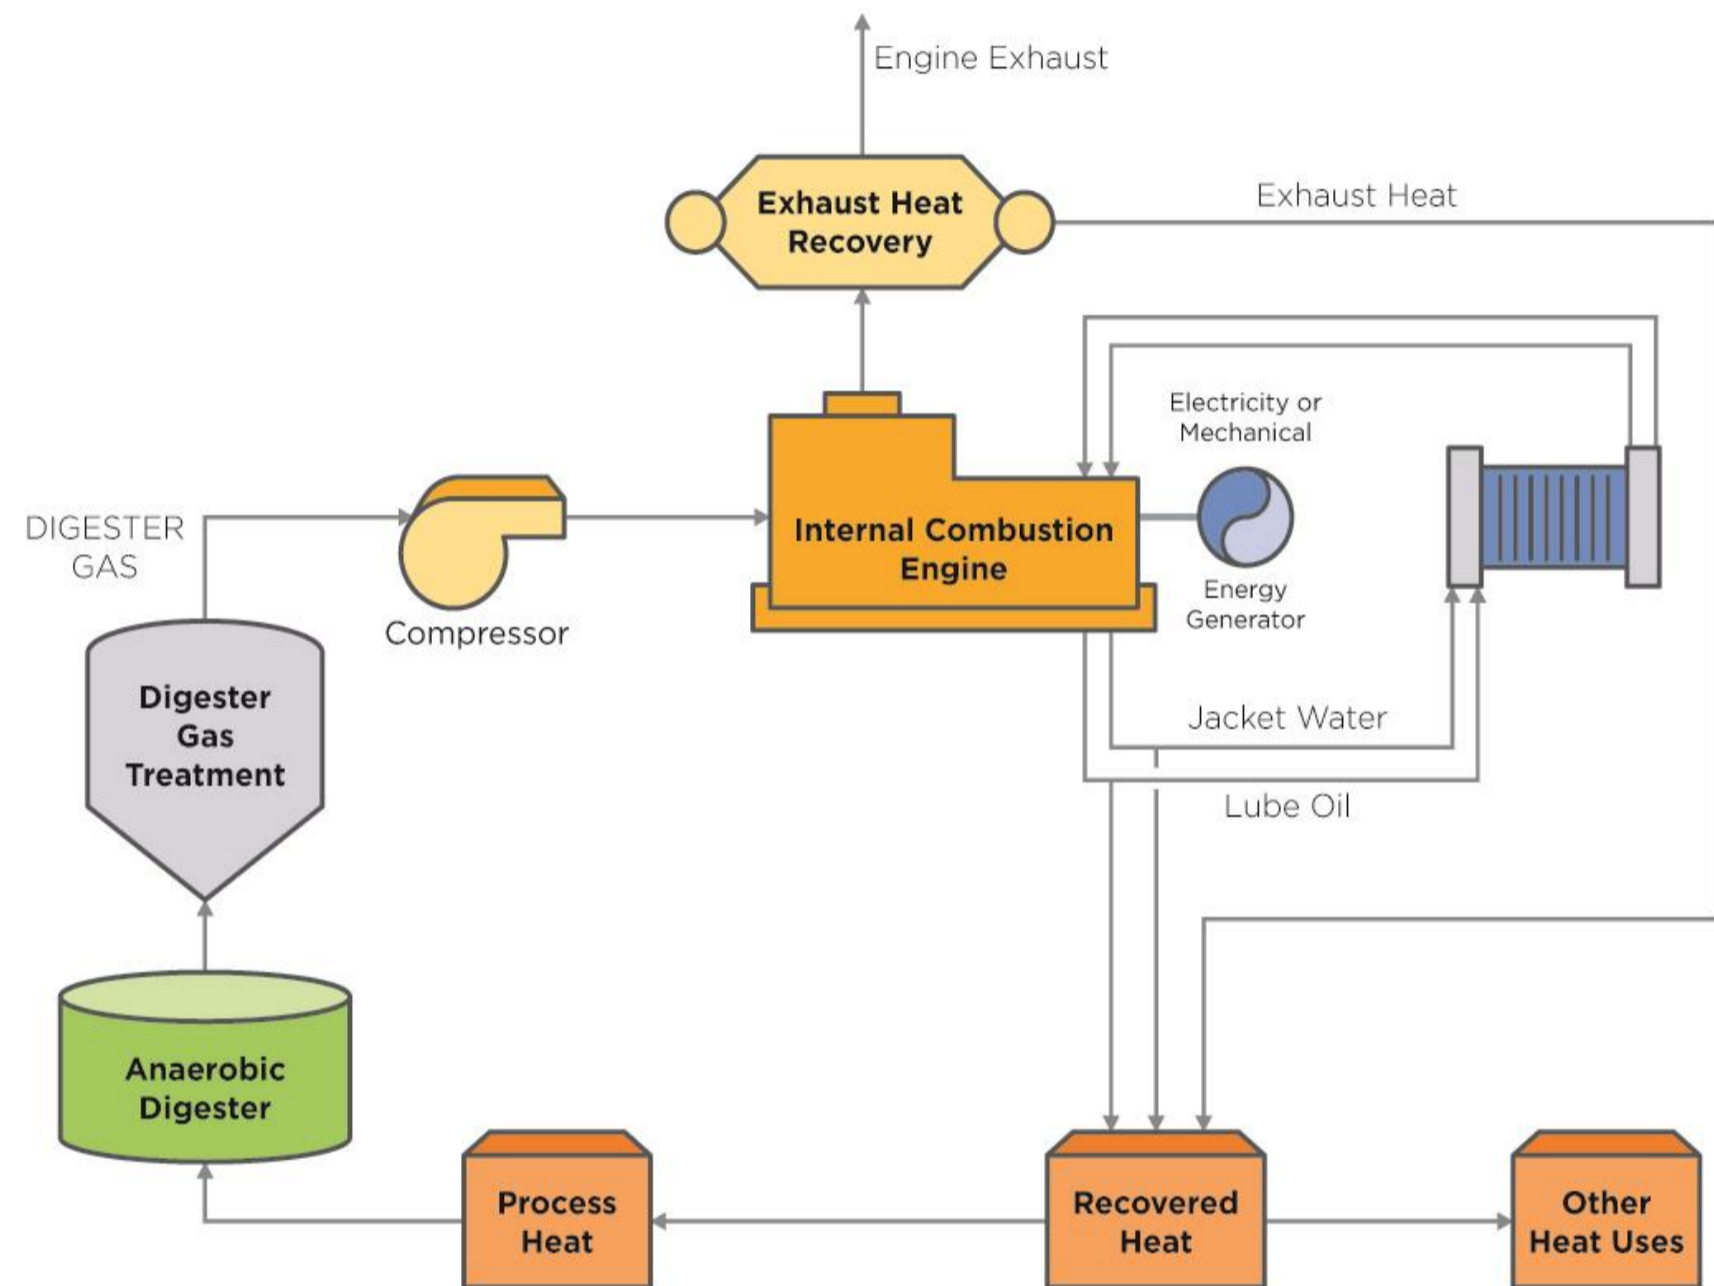 Engine Exhaust
Exhaust Heat
Recovery
Exhaust Heat
Electricity or
Mechanical
DIGESTER
GAS
Compressor
Internal Combustion
Engine
Energy
Generator
Digester
Gas
Treatment
Jacket Water
Lube Oil
Anaerobic
Digester
Process
Heat
Recovered
Heat
Other
Heat Uses